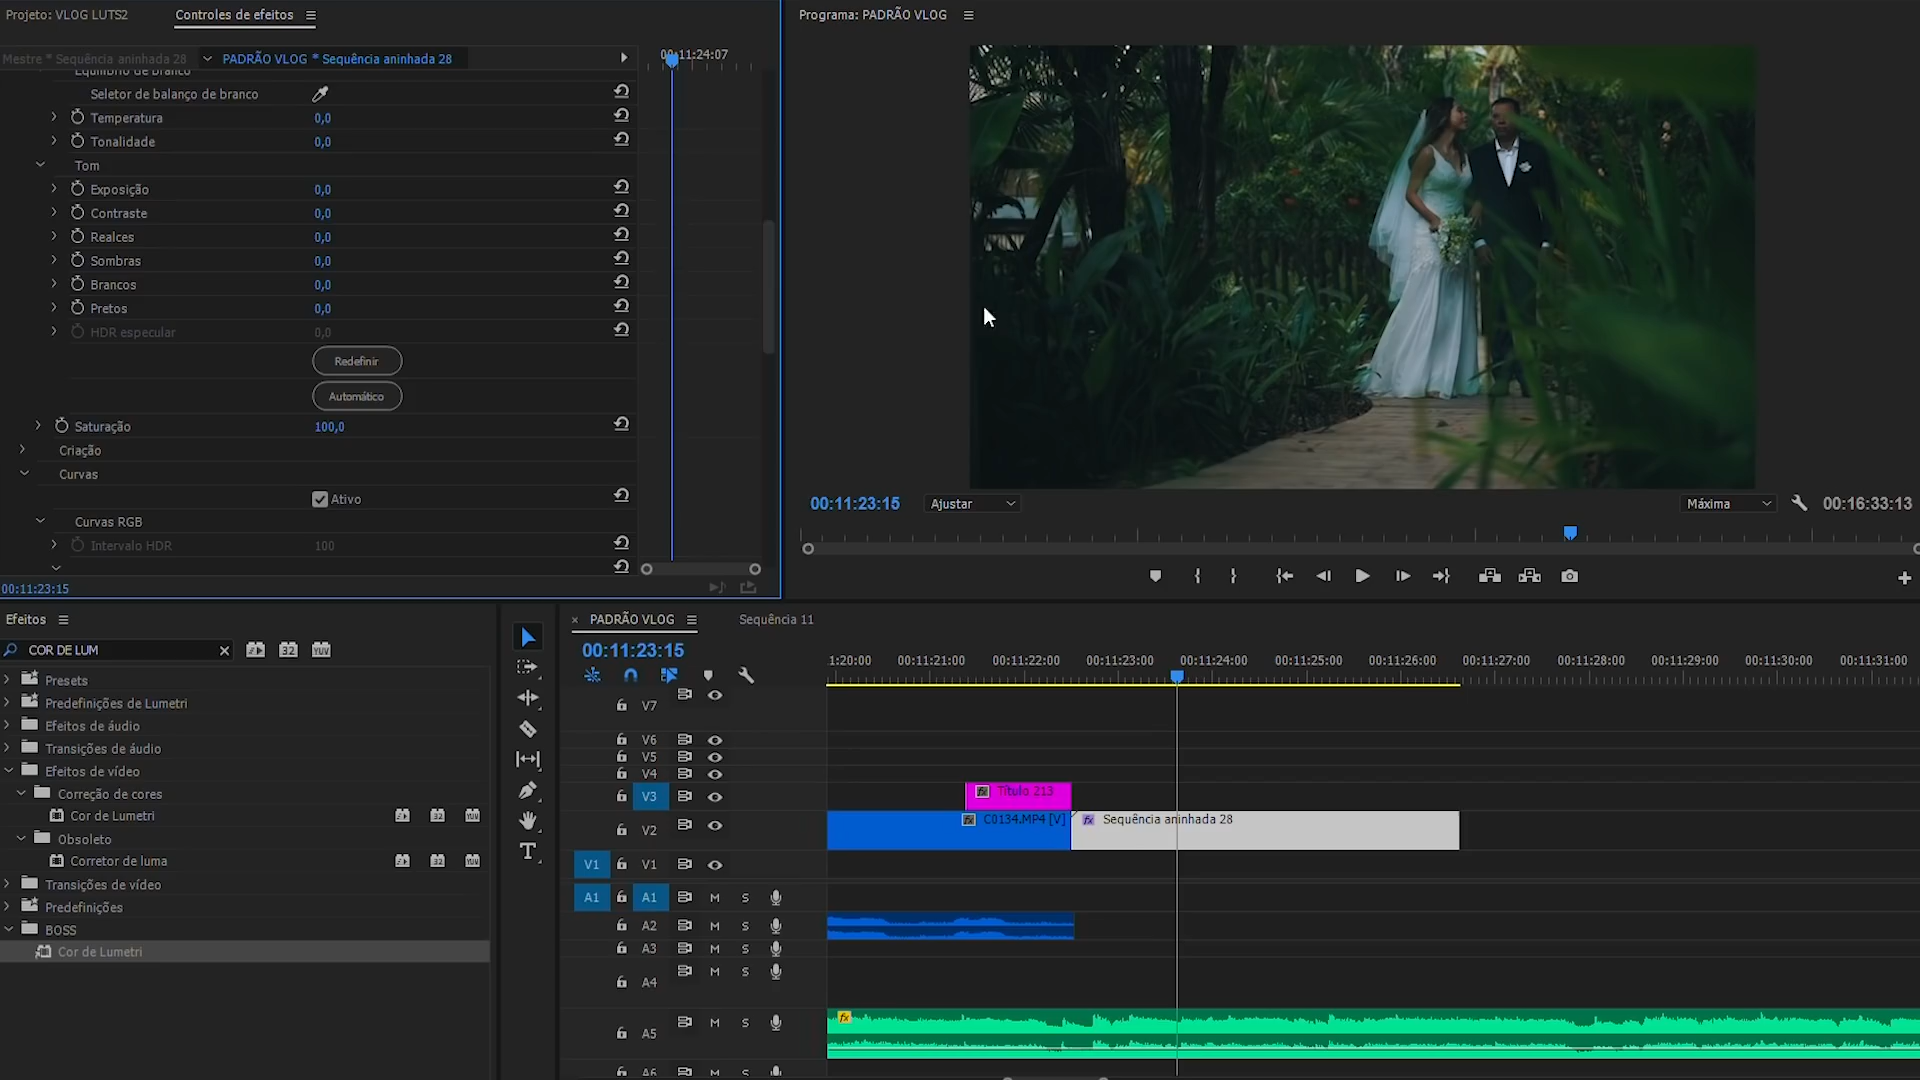 Projeto: VLOG LUTS2
Controles de efeitos
Mestre * Sequência aninhada 28
PADRÃO VLOG * Sequência aninhada 28
00:11:24:07
Equilíbrio de branco
Seletor de balanço de branco
Temperatura 0,0
Tonalidade 0,0
Tom
Exposição 0,0
Contraste 0,0
Realces 0,0
Sombras 0,0
Brancos 0,0
Pretos 0,0
HDR especular 0,0
Redefinir
Automático
Saturação 100,0
Criação
Curvas
Ativo
Curvas RGB
Intervalo HDR 100
00:11:23:15
Programa: PADRÃO VLOG
00:11:23:15
Ajustar
Máxima
00:16:33:13
Efeitos
COR DE LUM
Presets
Predefinições de Lumetri
Efeitos de áudio
Transições de áudio
Efeitos de vídeo
Correção de cores
Cor de Lumetri
Obsoleto
Corretor de luma
Transições de vídeo
Predefinições
BOSS
Cor de Lumetri
PADRÃO VLOG
Sequência 11
00:11:23:15
1:20:00 00:11:21:00 00:11:22:00 00:11:23:00 00:11:24:00 00:11:25:00 00:11:26:00 00:11:27:00 00:11:28:00 00:11:29:00 00:11:30:00 00:11:31:00
V7
V6
V5
V4
V3
Título 213
V2
C0134.MP4 [V]
Sequência aninhada 28
V1 V1
A1 A1 M S
A2 M S
A3 M S
A4 M S
A5 M S
fx
A6 M S